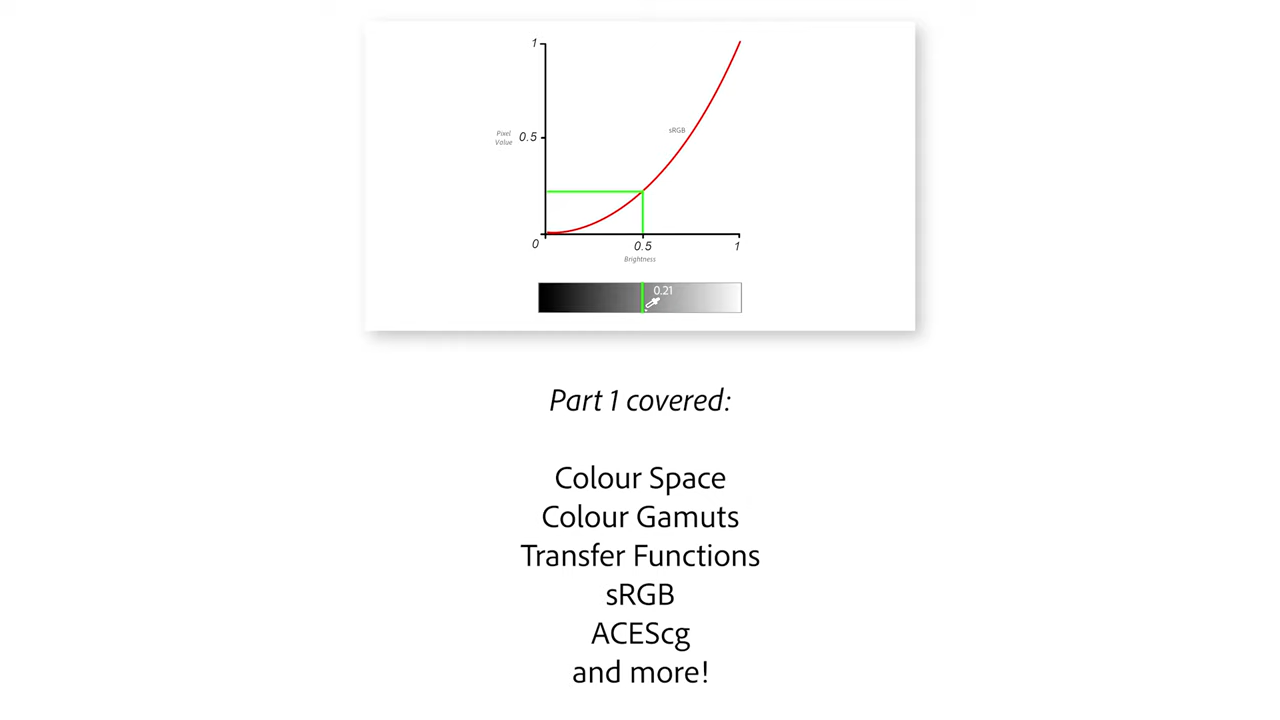 1
Pixel
Value
0.5
sRGB
0
0.5
1
Brightness
0.21
Part 1 covered:
Colour Space
Colour Gamuts
Transfer Functions
sRGB
ACEScg
and more!